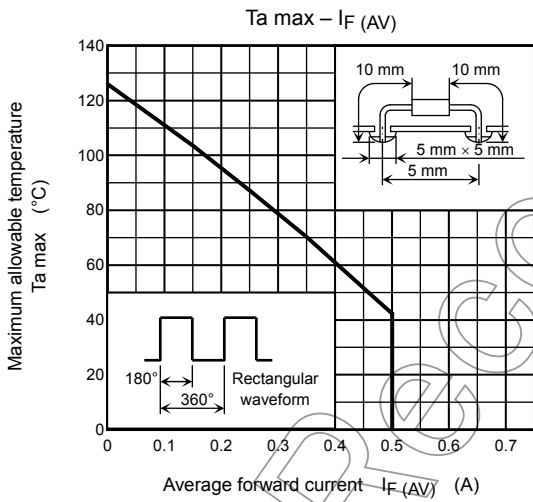 Ta max – IF (AV)
Maximum allowable temperature
Ta max (°C)
140
120
100
80
60
40
20
0
10 mm 10 mm
5 mm × 5 mm
5 mm
180°
360°
Rectangular
waveform
0 0.1 0.2 0.3 0.4 0.5 0.6 0.7
Average forward current IF (AV) (A)